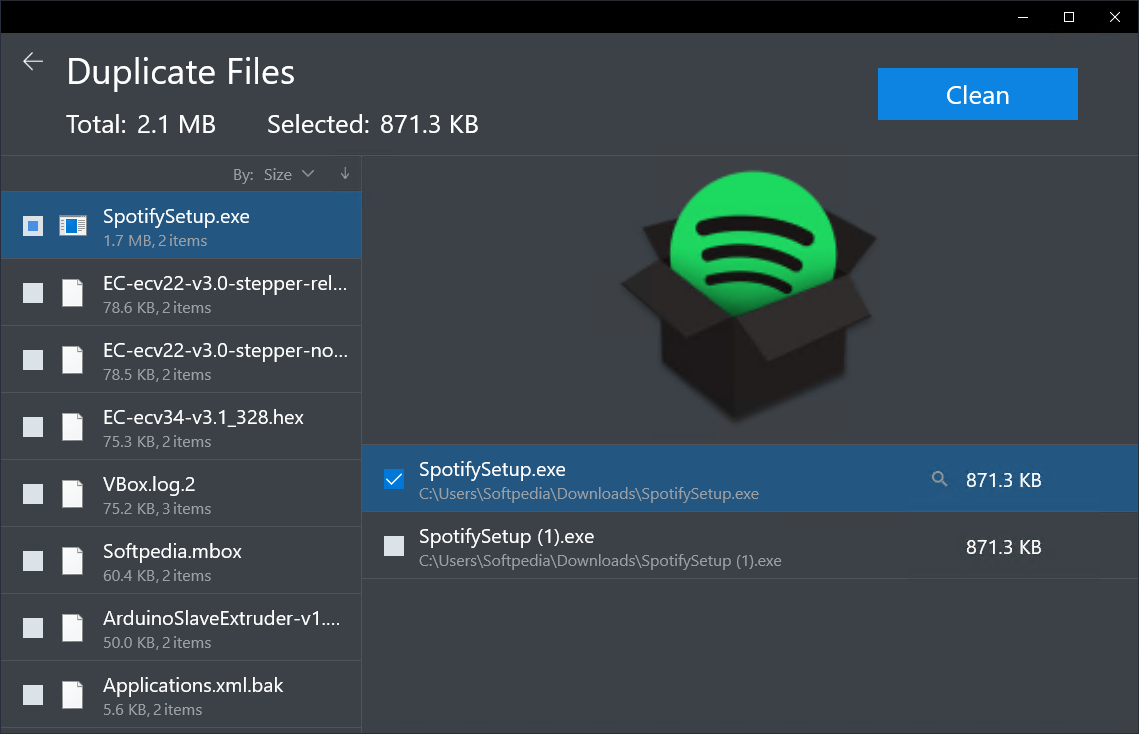 Duplicate Files
Clean
Total: 2.1 MB Selected: 871.3 KB
By: Size
SpotifySetup.exe
1.7 MB, 2 items
EC-ecv22-v3.0-stepper-rel...
78.6 KB, 2 items
EC-ecv22-v3.0-stepper-no...
78.5 KB, 2 items
EC-ecv34-v3.1_328.hex
75.3 KB, 2 items
VBox.log.2
75.2 KB, 3 items
Softpedia.mbox
60.4 KB, 2 items
ArduinoSlaveExtruder-v1....
50.0 KB, 2 items
Applications.xml.bak
5.6 KB, 2 items
SpotifySetup.exe
C:\Users\Softpedia\Downloads\SpotifySetup.exe
871.3 KB
SpotifySetup (1).exe
C:\Users\Softpedia\Downloads\SpotifySetup (1).exe
871.3 KB